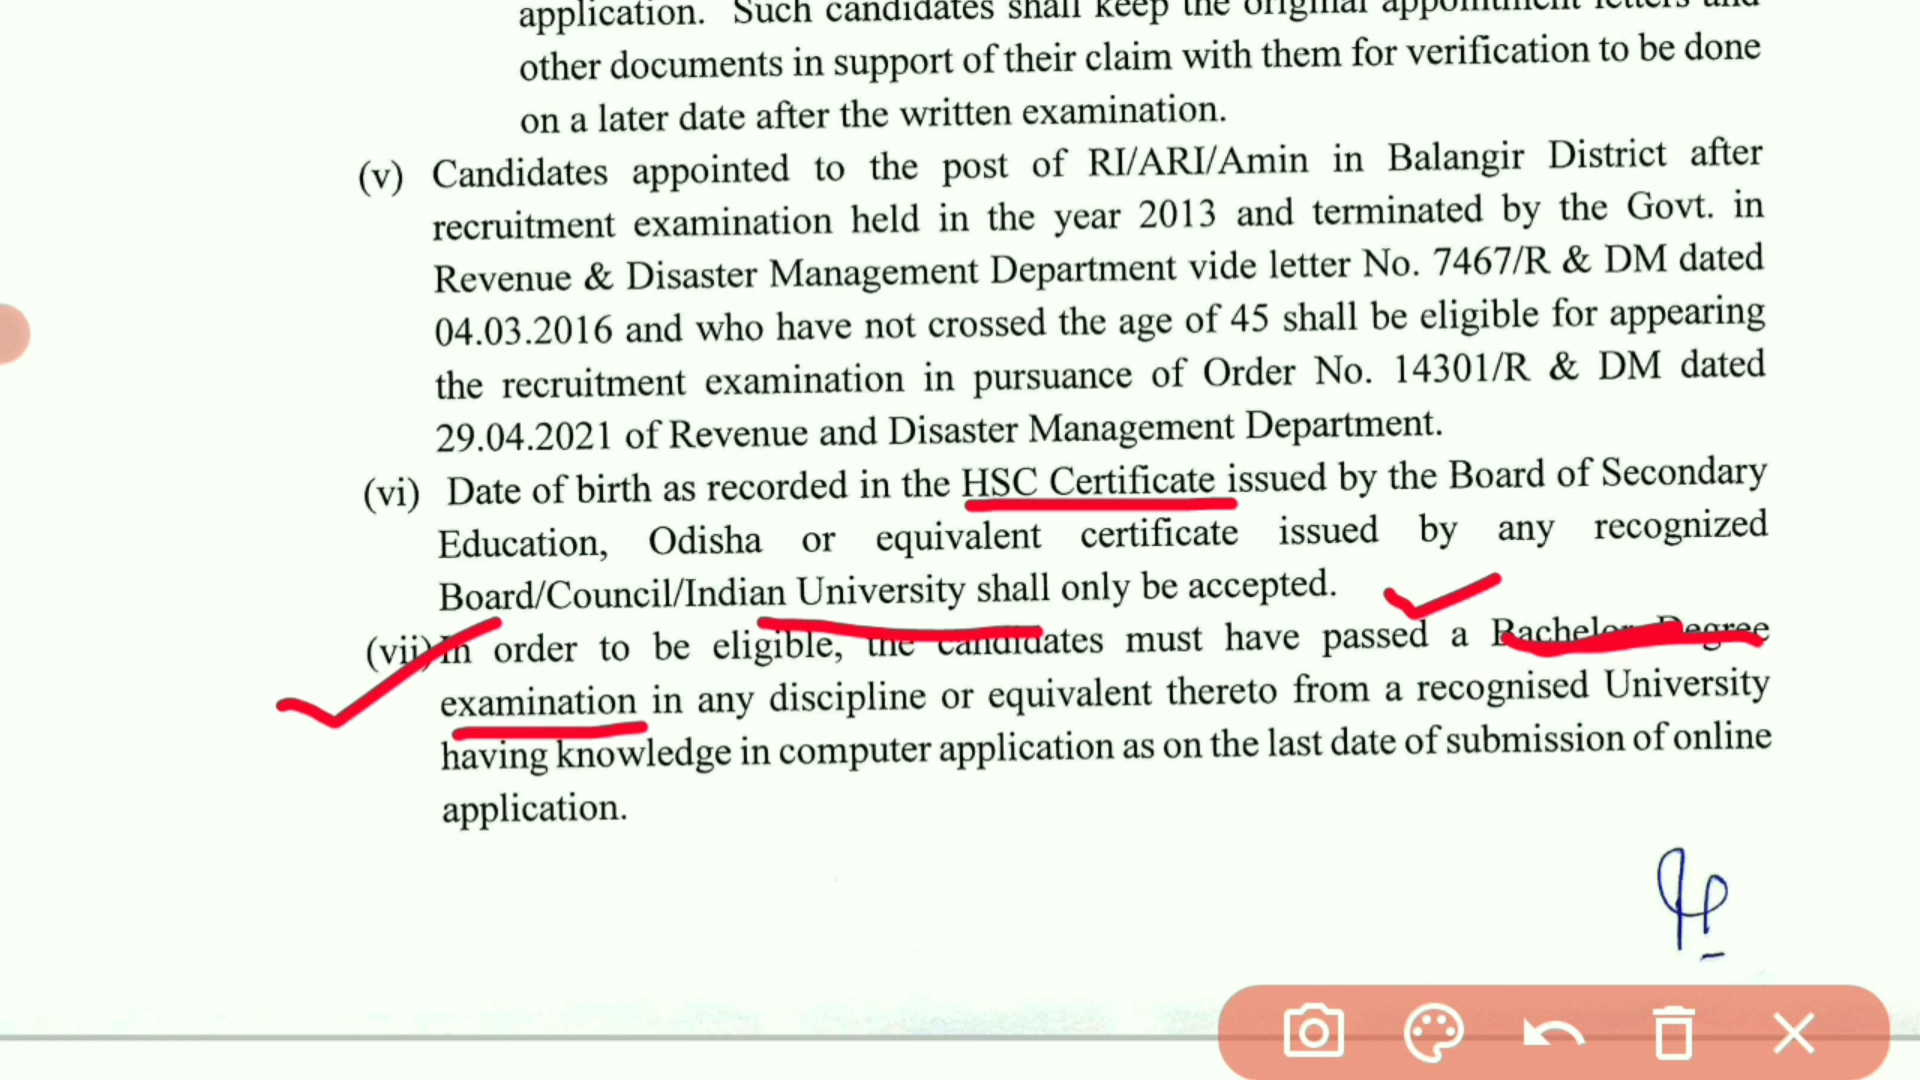 application. Such candidates shall keep the original appointment letters and
other documents in support of their claim with them for verification to be done
on a later date after the written examination.
(v) Candidates appointed to the post of RI/ARI/Amin in Balangir District after
recruitment examination held in the year 2013 and terminated by the Govt. in
Revenue & Disaster Management Department vide letter No. 7467/R & DM dated
04.03.2016 and who have not crossed the age of 45 shall be eligible for appearing
the recruitment examination in pursuance of Order No. 14301/R & DM dated
29.04.2021 of Revenue and Disaster Management Department.
(vi) Date of birth as recorded in the HSC Certificate issued by the Board of Secondary
Education, Odisha or equivalent certificate issued by any recognized
Board/Council/Indian University shall only be accepted.
(vii) In order to be eligible, the candidates must have passed a Bachelor Degree
examination in any discipline or equivalent thereto from a recognised University
having knowledge in computer application as on the last date of submission of online
application.